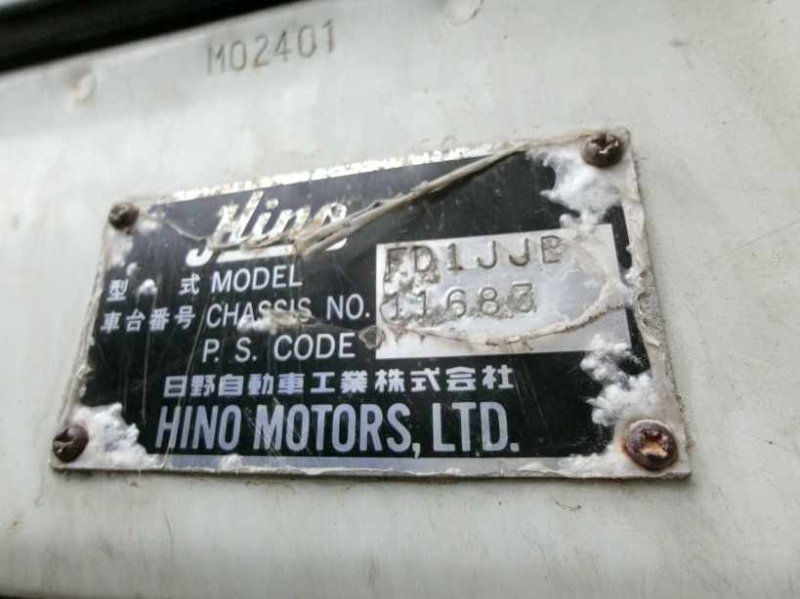 M02401
Hino
型式 MODEL FD1JJB
車台番号 CHASSIS NO. 11683
P. S. CODE
日野自動車工業株式会社
HINO MOTORS, LTD.